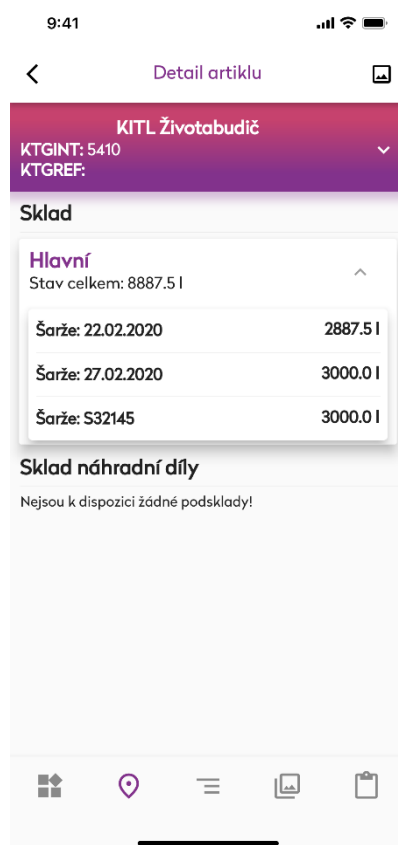 9:41
Detail artiklu
KITL Životabudič
KTGINT: 5410
KTGREF:
Sklad
Hlavní
Stav celkem: 8887.5 l
Šarže: 22.02.2020 2887.5 l
Šarže: 27.02.2020 3000.0 l
Šarže: S32145 3000.0 l
Sklad náhradní díly
Nejsou k dispozici žádné podsklady!